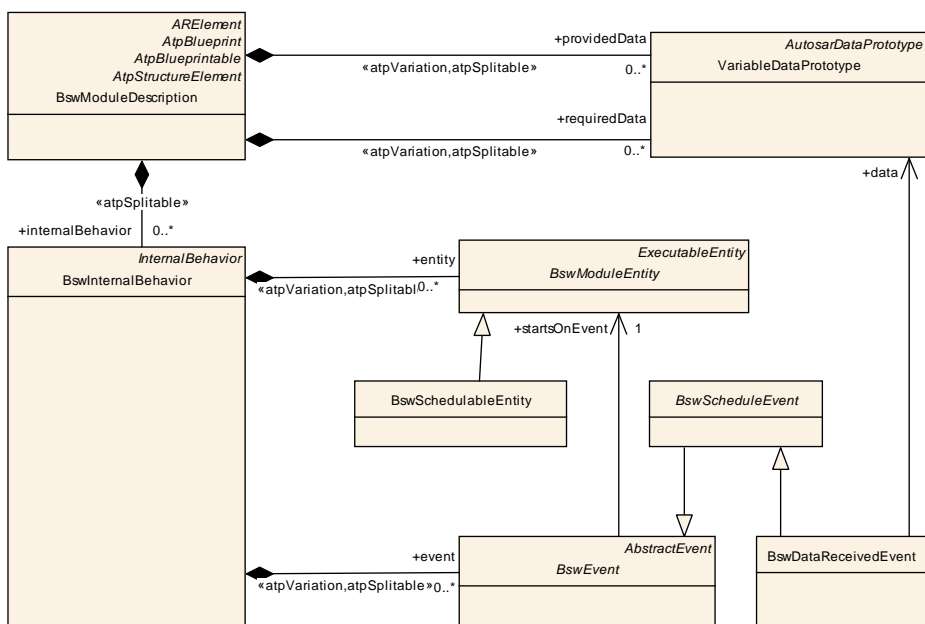 ARElement
AtpBlueprint
AtpBlueprintable
AtpStructureElement
BswModuleDescription
+providedData
«atpVariation,atpSplitable»
0..*
AutosarDataPrototype
VariableDataPrototype
+requiredData
«atpVariation,atpSplitable»
0..*
+data
«atpSplitable»
+internalBehavior 0..*
InternalBehavior
BswInternalBehavior
+entity
«atpVariation,atpSplitabl
0..*
ExecutableEntity
BswModuleEntity
+startsOnEvent 1
BswSchedulableEntity
BswScheduleEvent
+event
«atpVariation,atpSplitable»
0..*
AbstractEvent
BswEvent
BswDataReceivedEvent